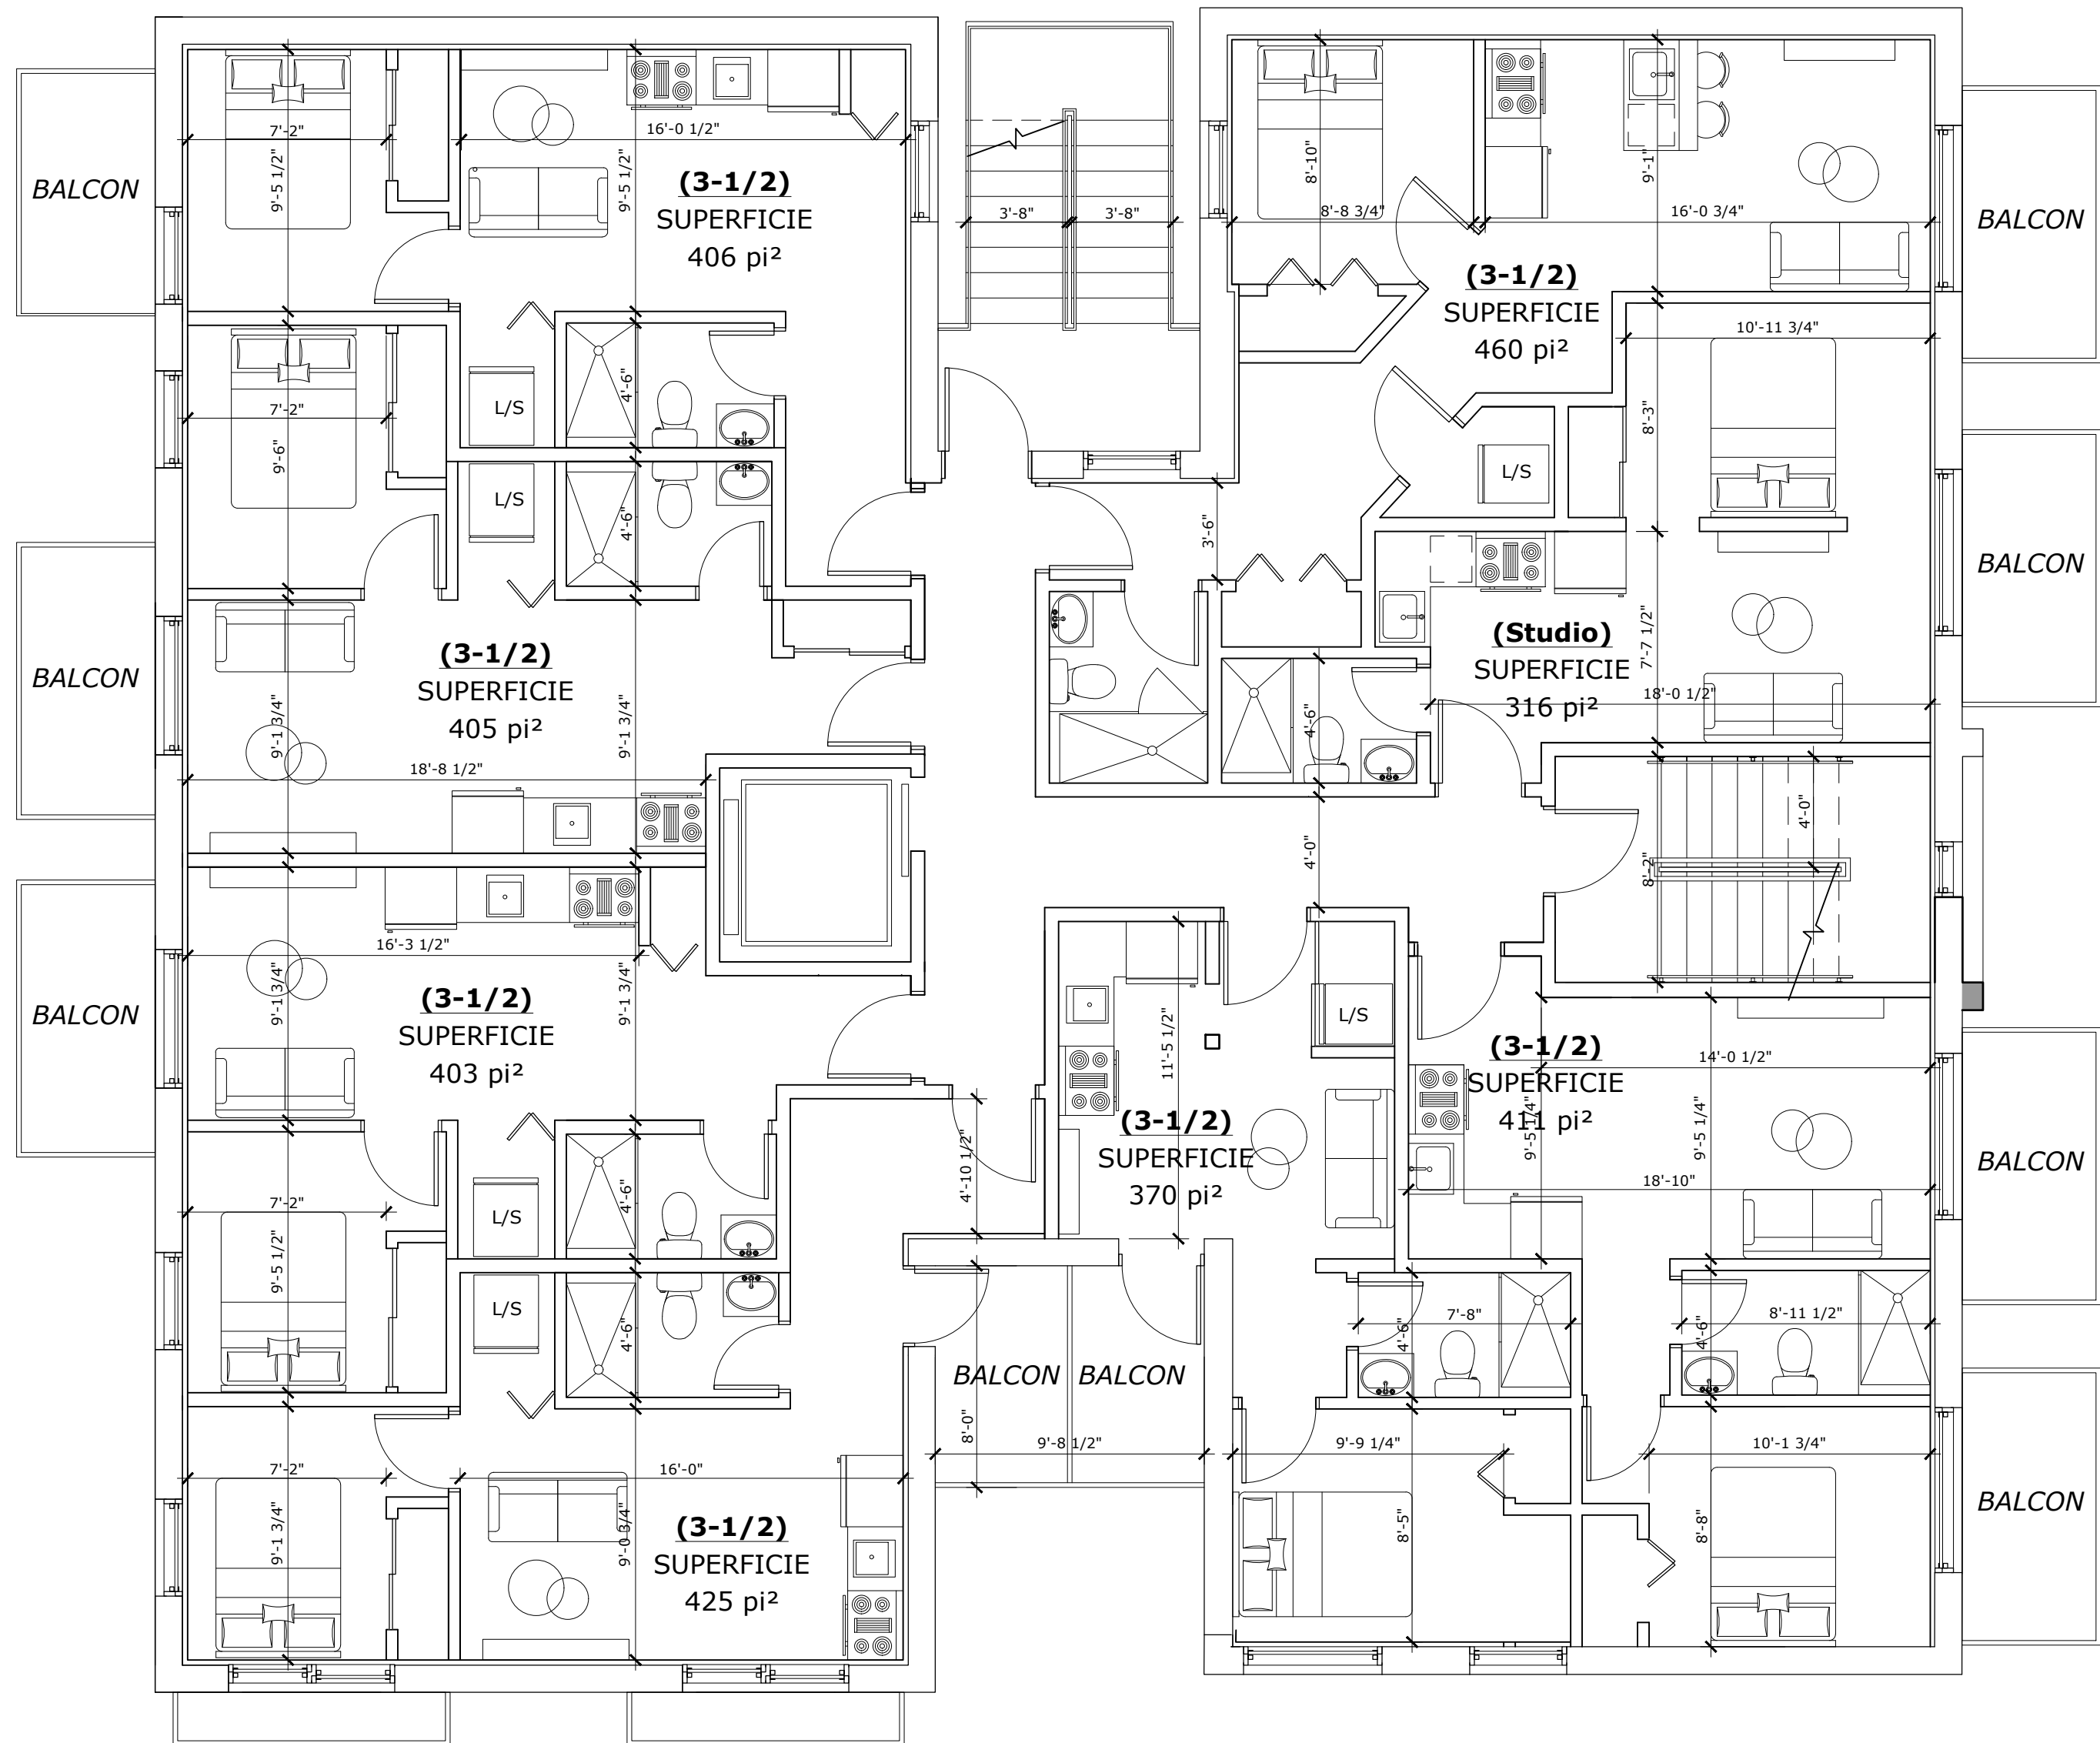 7'-2"
9'-5 1/2"
16'-0 1/2"
9'-5 1/2"
(3-1/2)
SUPERFICIE
406 pi²
BALCON
3'-8"
3'-8"
8'-10"
8'-8 3/4"
9'-1"
16'-0 3/4"
BALCON
(3-1/2)
SUPERFICIE
460 pi²
10'-11 3/4"
8'-3"
L/S
7'-2"
9'-6"
L/S
4'-6"
L/S
4'-6"
3'-6"
BALCON
(3-1/2)
SUPERFICIE
405 pi²
BALCON
9'-1 3/4"
9'-1 3/4"
18'-8 1/2"
(Studio)
SUPERFICIE
316 pi²
7'-7 1/2"
18'-0 1/2"
4'-6"
4'-0"
4'-0"
8'-2"
16'-3 1/2"
9'-1 3/4"
9'-1 3/4"
(3-1/2)
SUPERFICIE
403 pi²
BALCON
11'-5 1/2"
L/S
(3-1/2)
SUPERFICIE
370 pi²
(3-1/2)
SUPERFICIE
411 pi²
14'-0 1/2"
9'-5 1/4"
9'-5 1/4"
18'-10"
BALCON
4'-10 1/2"
7'-2"
9'-5 1/2"
L/S
4'-6"
L/S
4'-6"
BALCON
BALCON
8'-0"
9'-8 1/2"
7'-8"
4'-6"
8'-11 1/2"
4'-6"
9'-9 1/4"
8'-5"
10'-1 3/4"
8'-8"
BALCON
7'-2"
9'-1 3/4"
16'-0"
9'-0 3/4"
(3-1/2)
SUPERFICIE
425 pi²